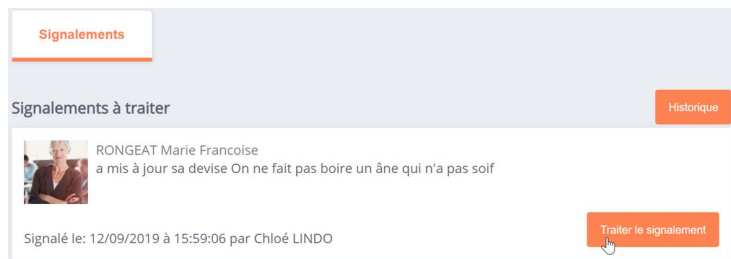 Signalements
Signalements à traiter
Historique
RONGEAT Marie Francoise
a mis à jour sa devise On ne fait pas boire un âne qui n'a pas soif
Traiter le signalement
Signalé le: 12/09/2019 à 15:59:06 par Chloé LINDO